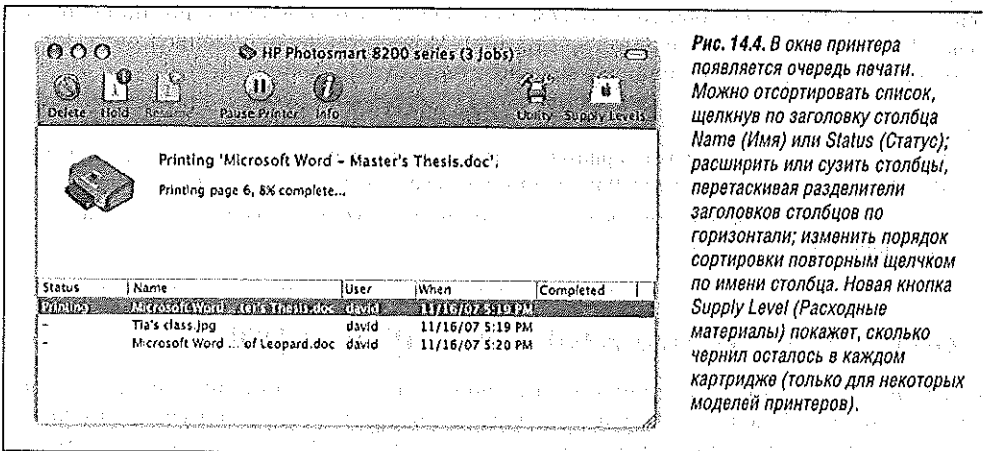 HP Photosmart 8200 series (3 Jobs)
Delete Hold Resume Pause Printer Info Utility Supply Levels
Printing 'Microsoft Word – Master's Thesis.doc'.
Printing page 6, 8% complete...
Status Name User When Completed
Printing Microsoft Word ...ter's Thesis.doc david 11/16/07 5:19 PM
- Tia's class.jpg david 11/16/07 5:19 PM
- Microsoft Word ... of Leopard.doc david 11/16/07 5:20 PM
Рис. 14.4. В окне принтера
появляется очередь печати.
Можно отсортировать список,
щелкнув по заголовку столбца
Name (Имя) или Status (Статус);
расширить или сузить столбцы,
перетаскивая разделители
заголовков столбцов по
горизонтали; изменить порядок
сортировки повторным щелчком
по имени столбца. Новая кнопка
Supply Level (Расходные
материалы) покажет, сколько
чернил осталось в каждом
картридже (только для некоторых
моделей принтеров).